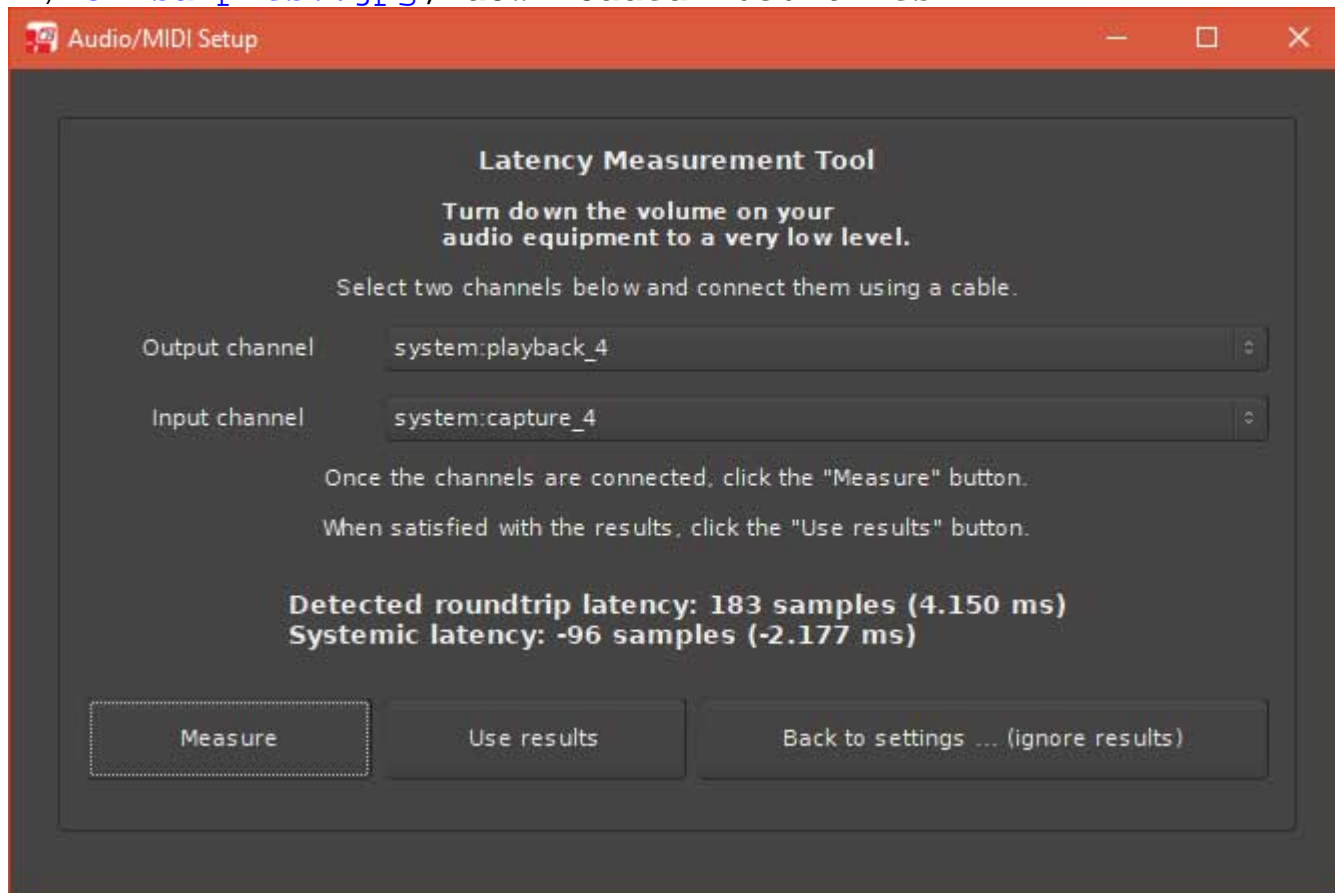 Audio/MIDI Setup
Latency Measurement Tool
Turn down the volume on your
audio equipment to a very low level.
Select two channels below and connect them using a cable.
Output channel system:playback_4
Input channel system:capture_4
Once the channels are connected, click the "Measure" button.
When satisfied with the results, click the "Use results" button.
Detected roundtrip latency: 183 samples (4.150 ms)
Systemic latency: -96 samples (-2.177 ms)
Measure Use results Back to settings ... (ignore results)